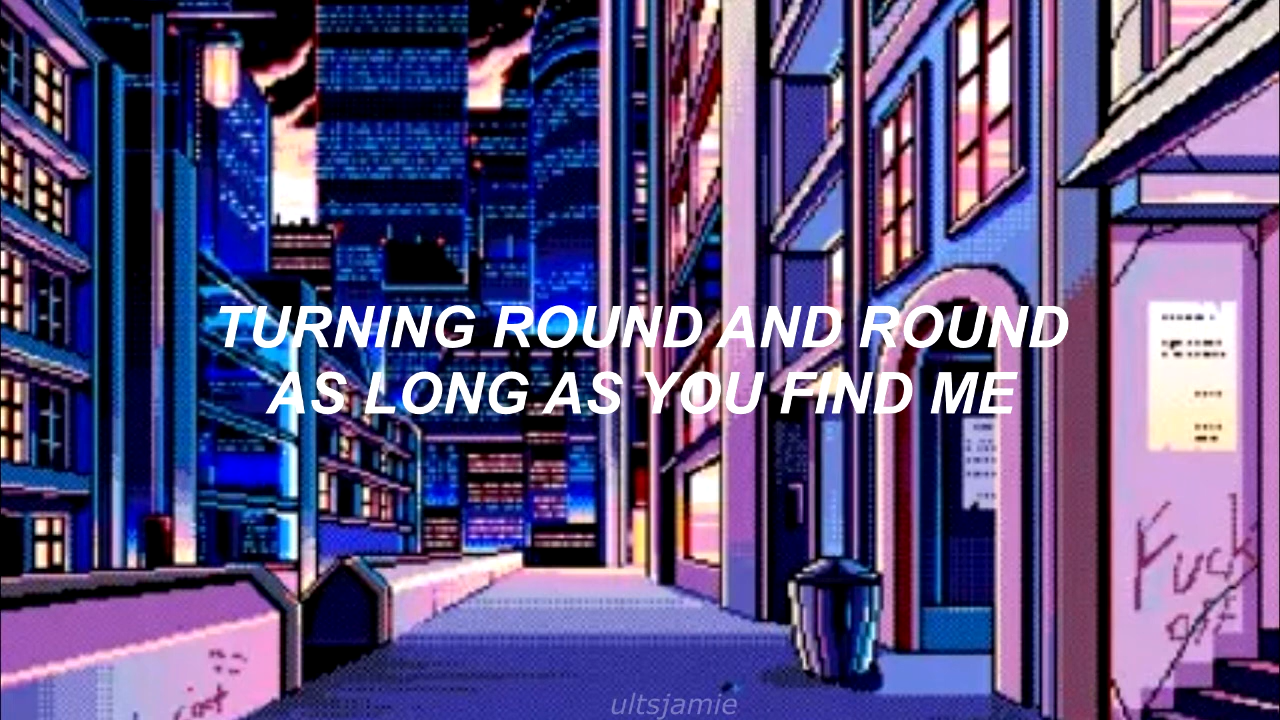 TURNING ROUND AND ROUND
AS LONG AS YOU FIND ME
Fuck
off
ultsjamie